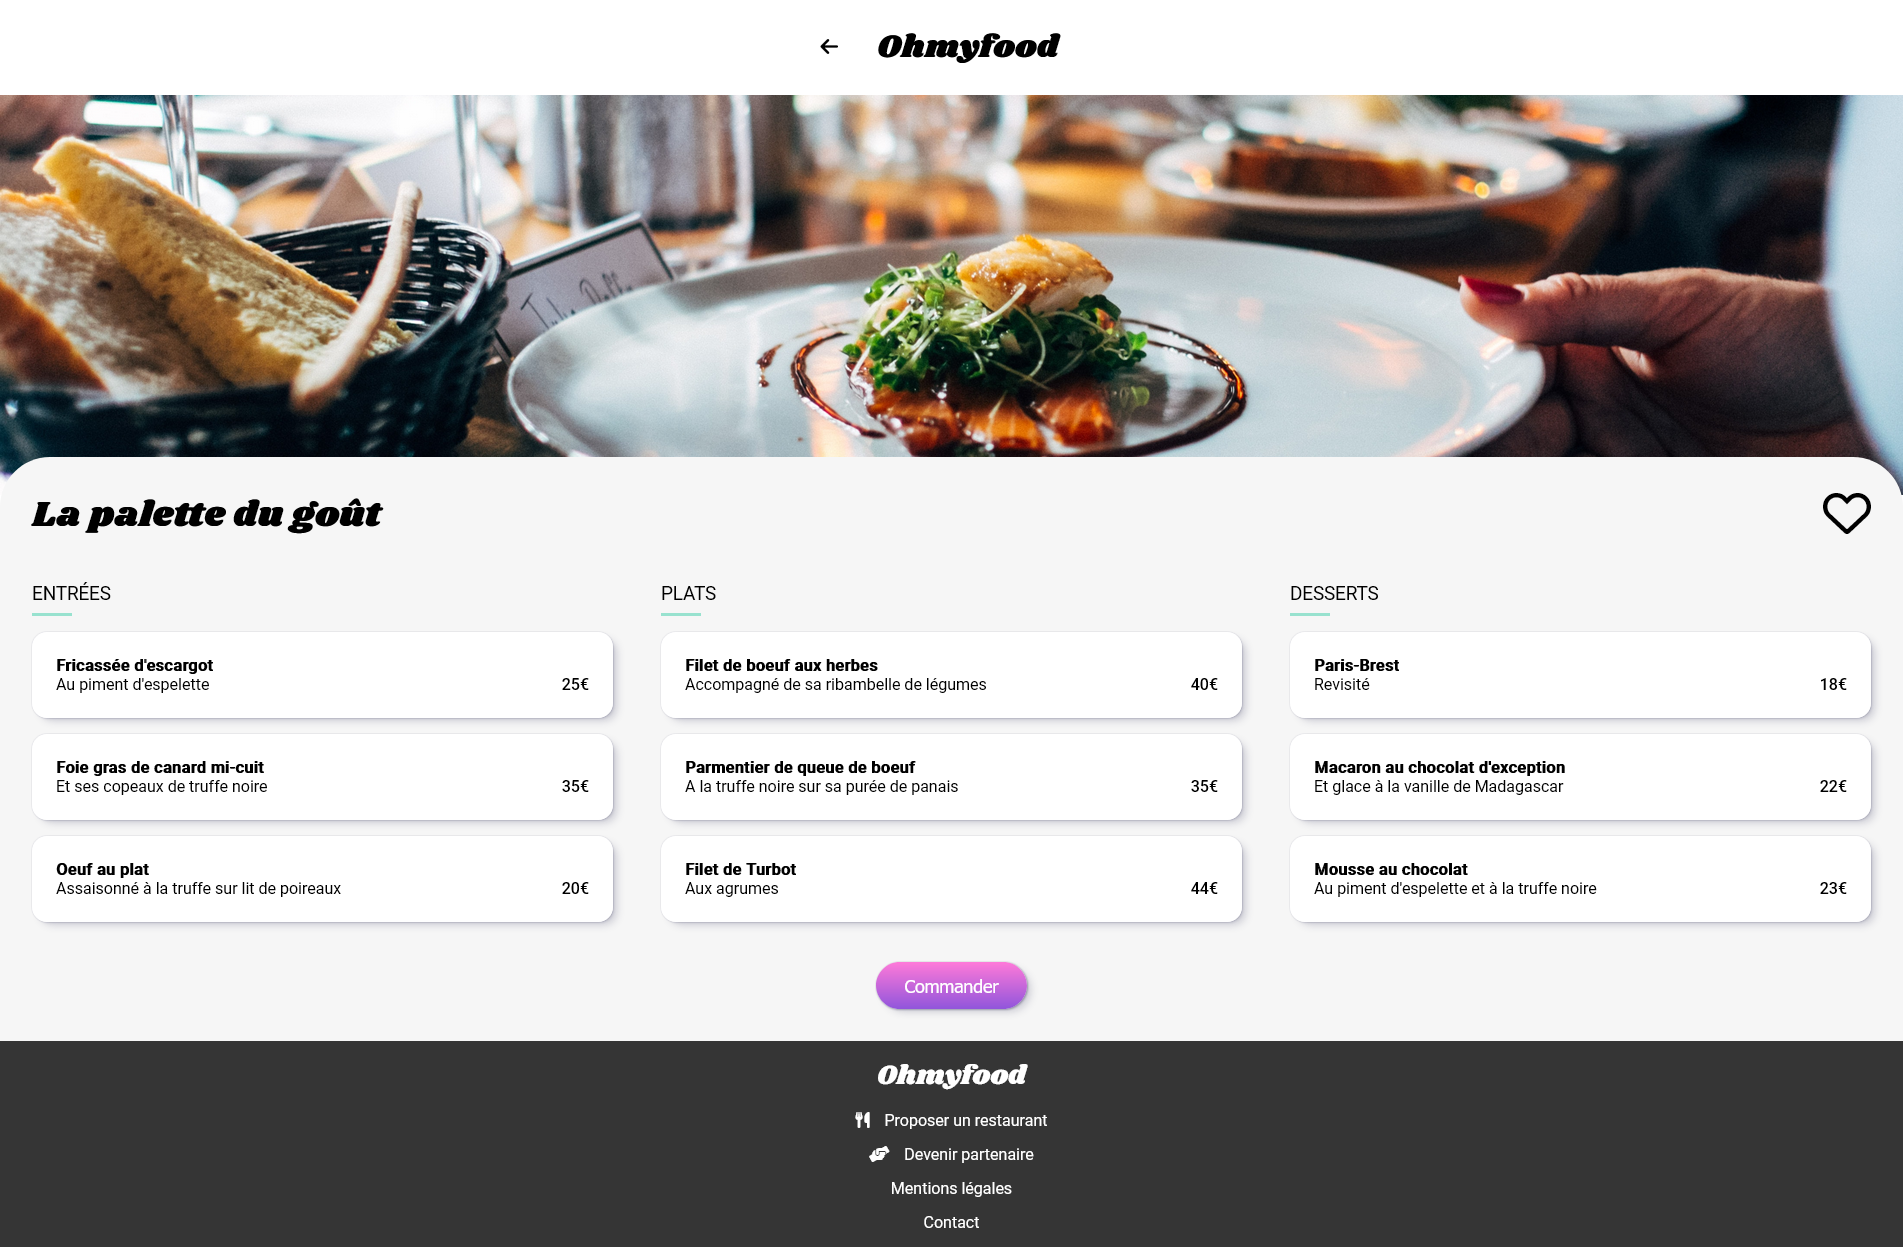 Ohmyfood
La palette du goût
ENTRÉES
Fricassée d'escargot
Au piment d'espelette
25€
Foie gras de canard mi-cuit
Et ses copeaux de truffe noire
35€
Oeuf au plat
Assaisonné à la truffe sur lit de poireaux
20€
PLATS
Filet de boeuf aux herbes
Accompagné de sa ribambelle de légumes
40€
Parmentier de queue de boeuf
A la truffe noire sur sa purée de panais
35€
Filet de Turbot
Aux agrumes
44€
DESSERTS
Paris-Brest
Revisité
18€
Macaron au chocolat d'exception
Et glace à la vanille de Madagascar
22€
Mousse au chocolat
Au piment d'espelette et à la truffe noire
23€
Commander
Ohmyfood
Proposer un restaurant
Devenir partenaire
Mentions légales
Contact